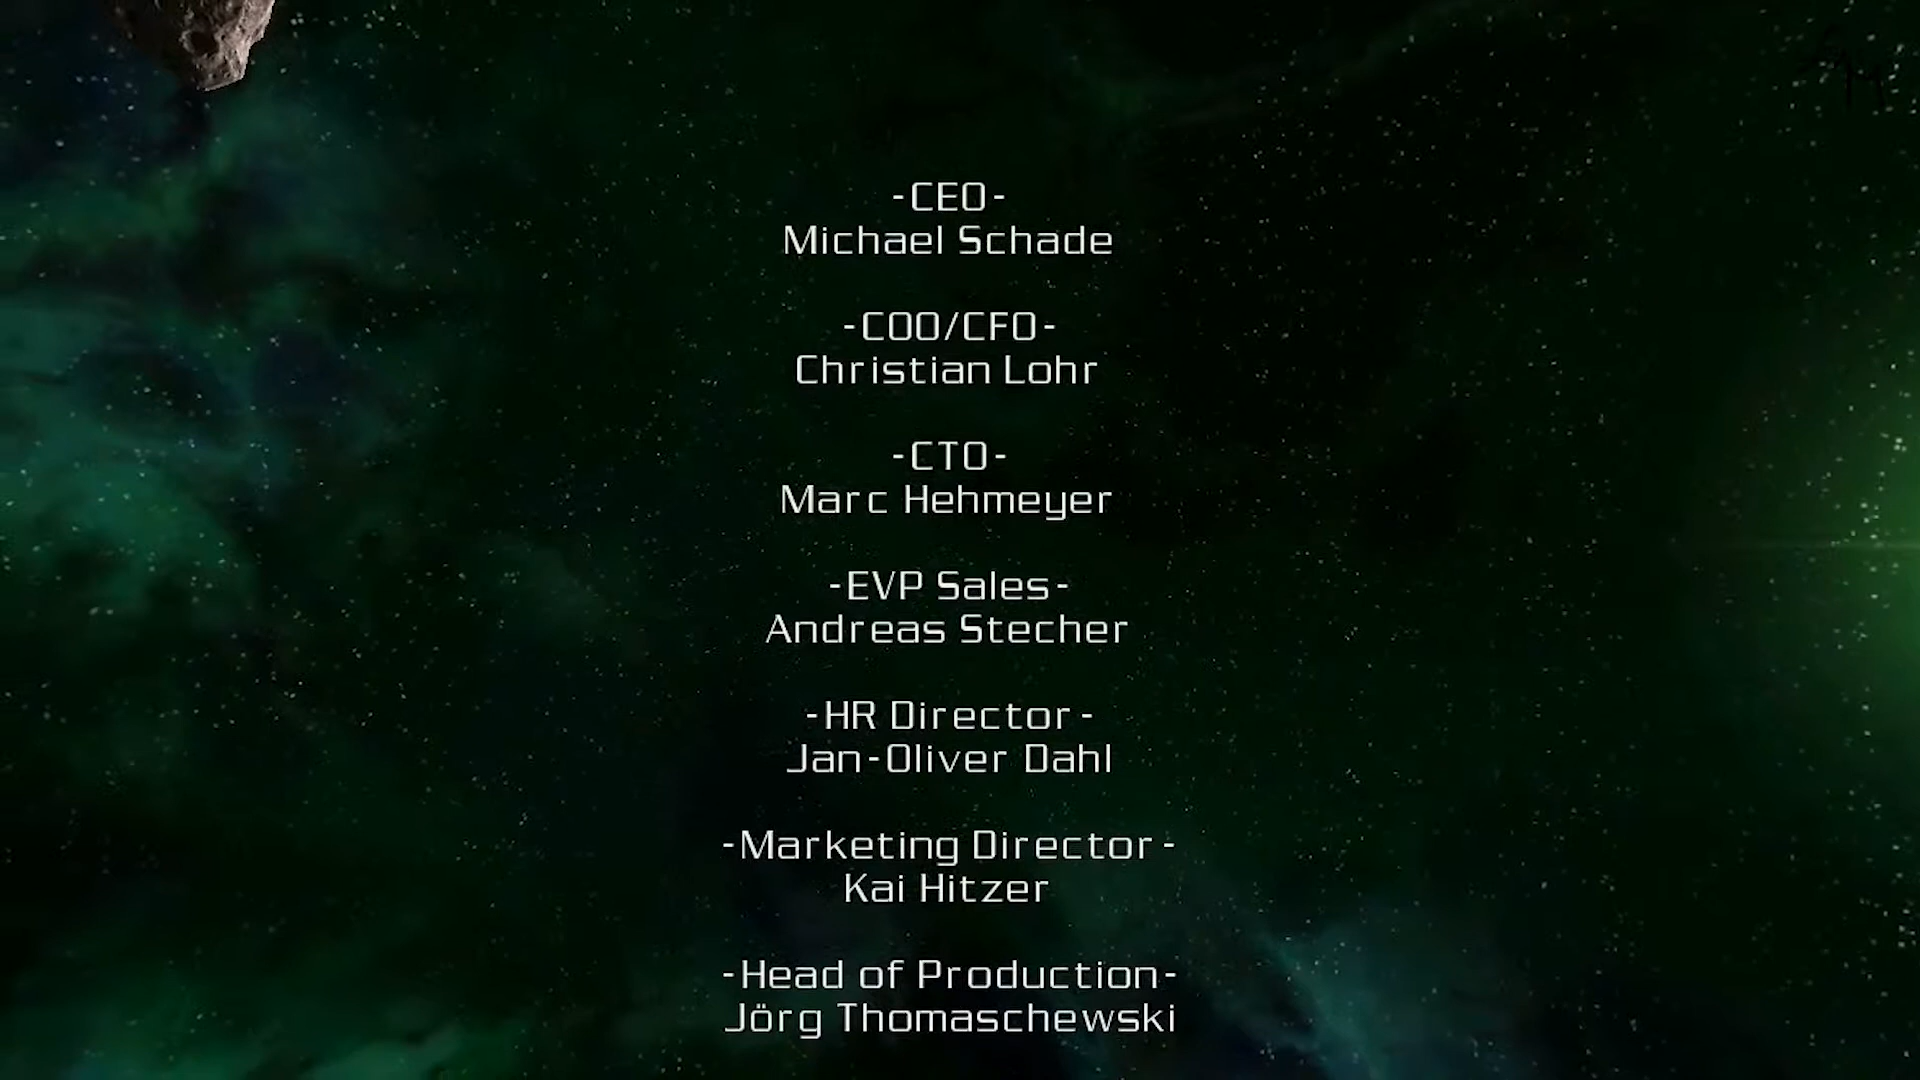 -CEO-
Michael Schade
-COO/CFO-
Christian Lohr
-CTO-
Marc Hehmeyer
-EVP Sales-
Andreas Stecher
-HR Director-
Jan-Oliver Dahl
-Marketing Director-
Kai Hitzer
-Head of Production-
Jörg Thomaschewski